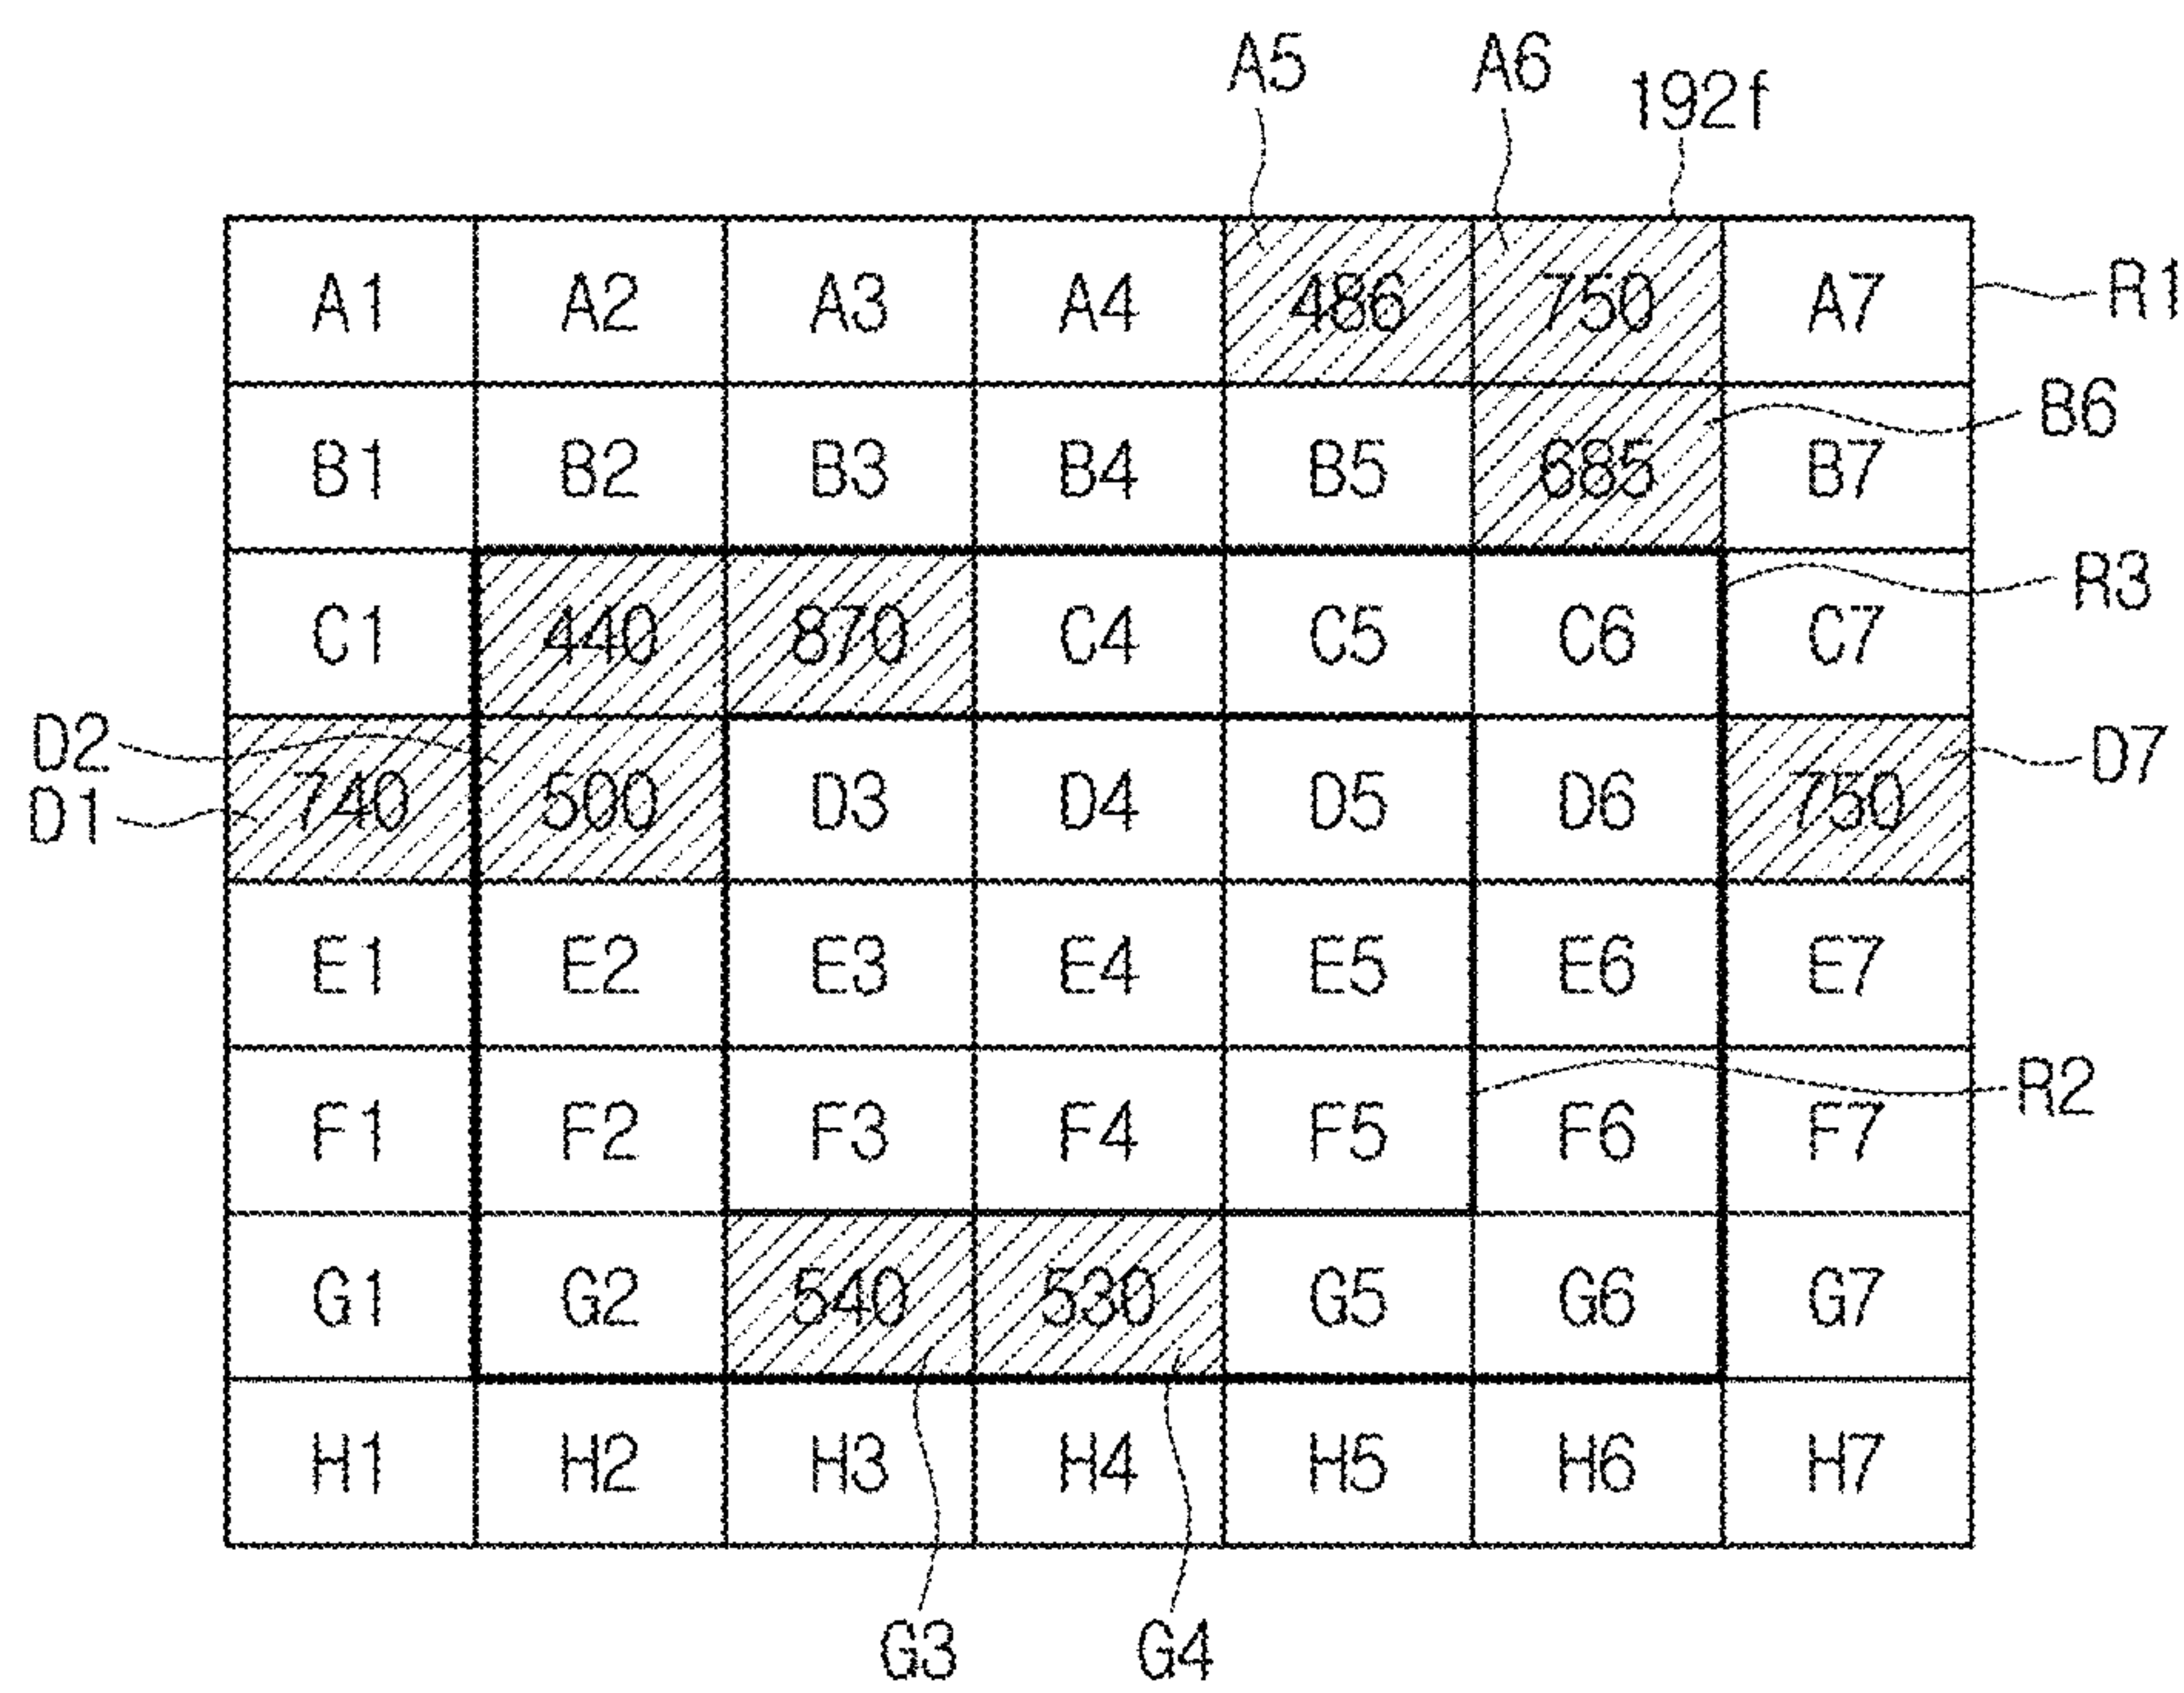 A5 A6 192f
A1 A2 A3 A4 486 750 A7 R1
B1 B2 B3 B4 B5 685 B7 B6
C1 440 870 C4 C5 C6 C7 R3
D2 D1 740 500 D3 D4 D5 D6 750 D7
E1 E2 E3 E4 E5 E6 E7
F1 F2 F3 F4 F5 F6 F7 R2
G1 G2 540 530 G5 G6 G7
H1 H2 H3 H4 H5 H6 H7
G3 G4